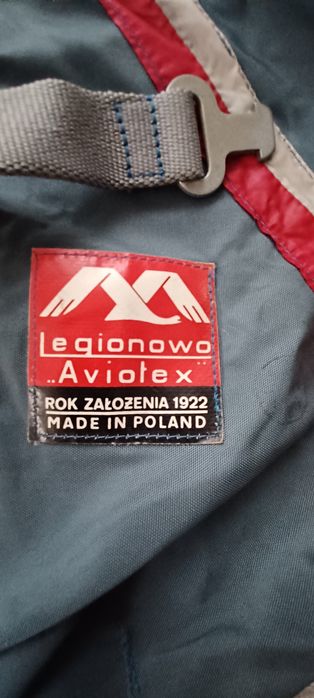 Legionowo
„Aviotex”
ROK ZAŁOŻENIA 1922
MADE IN POLAND